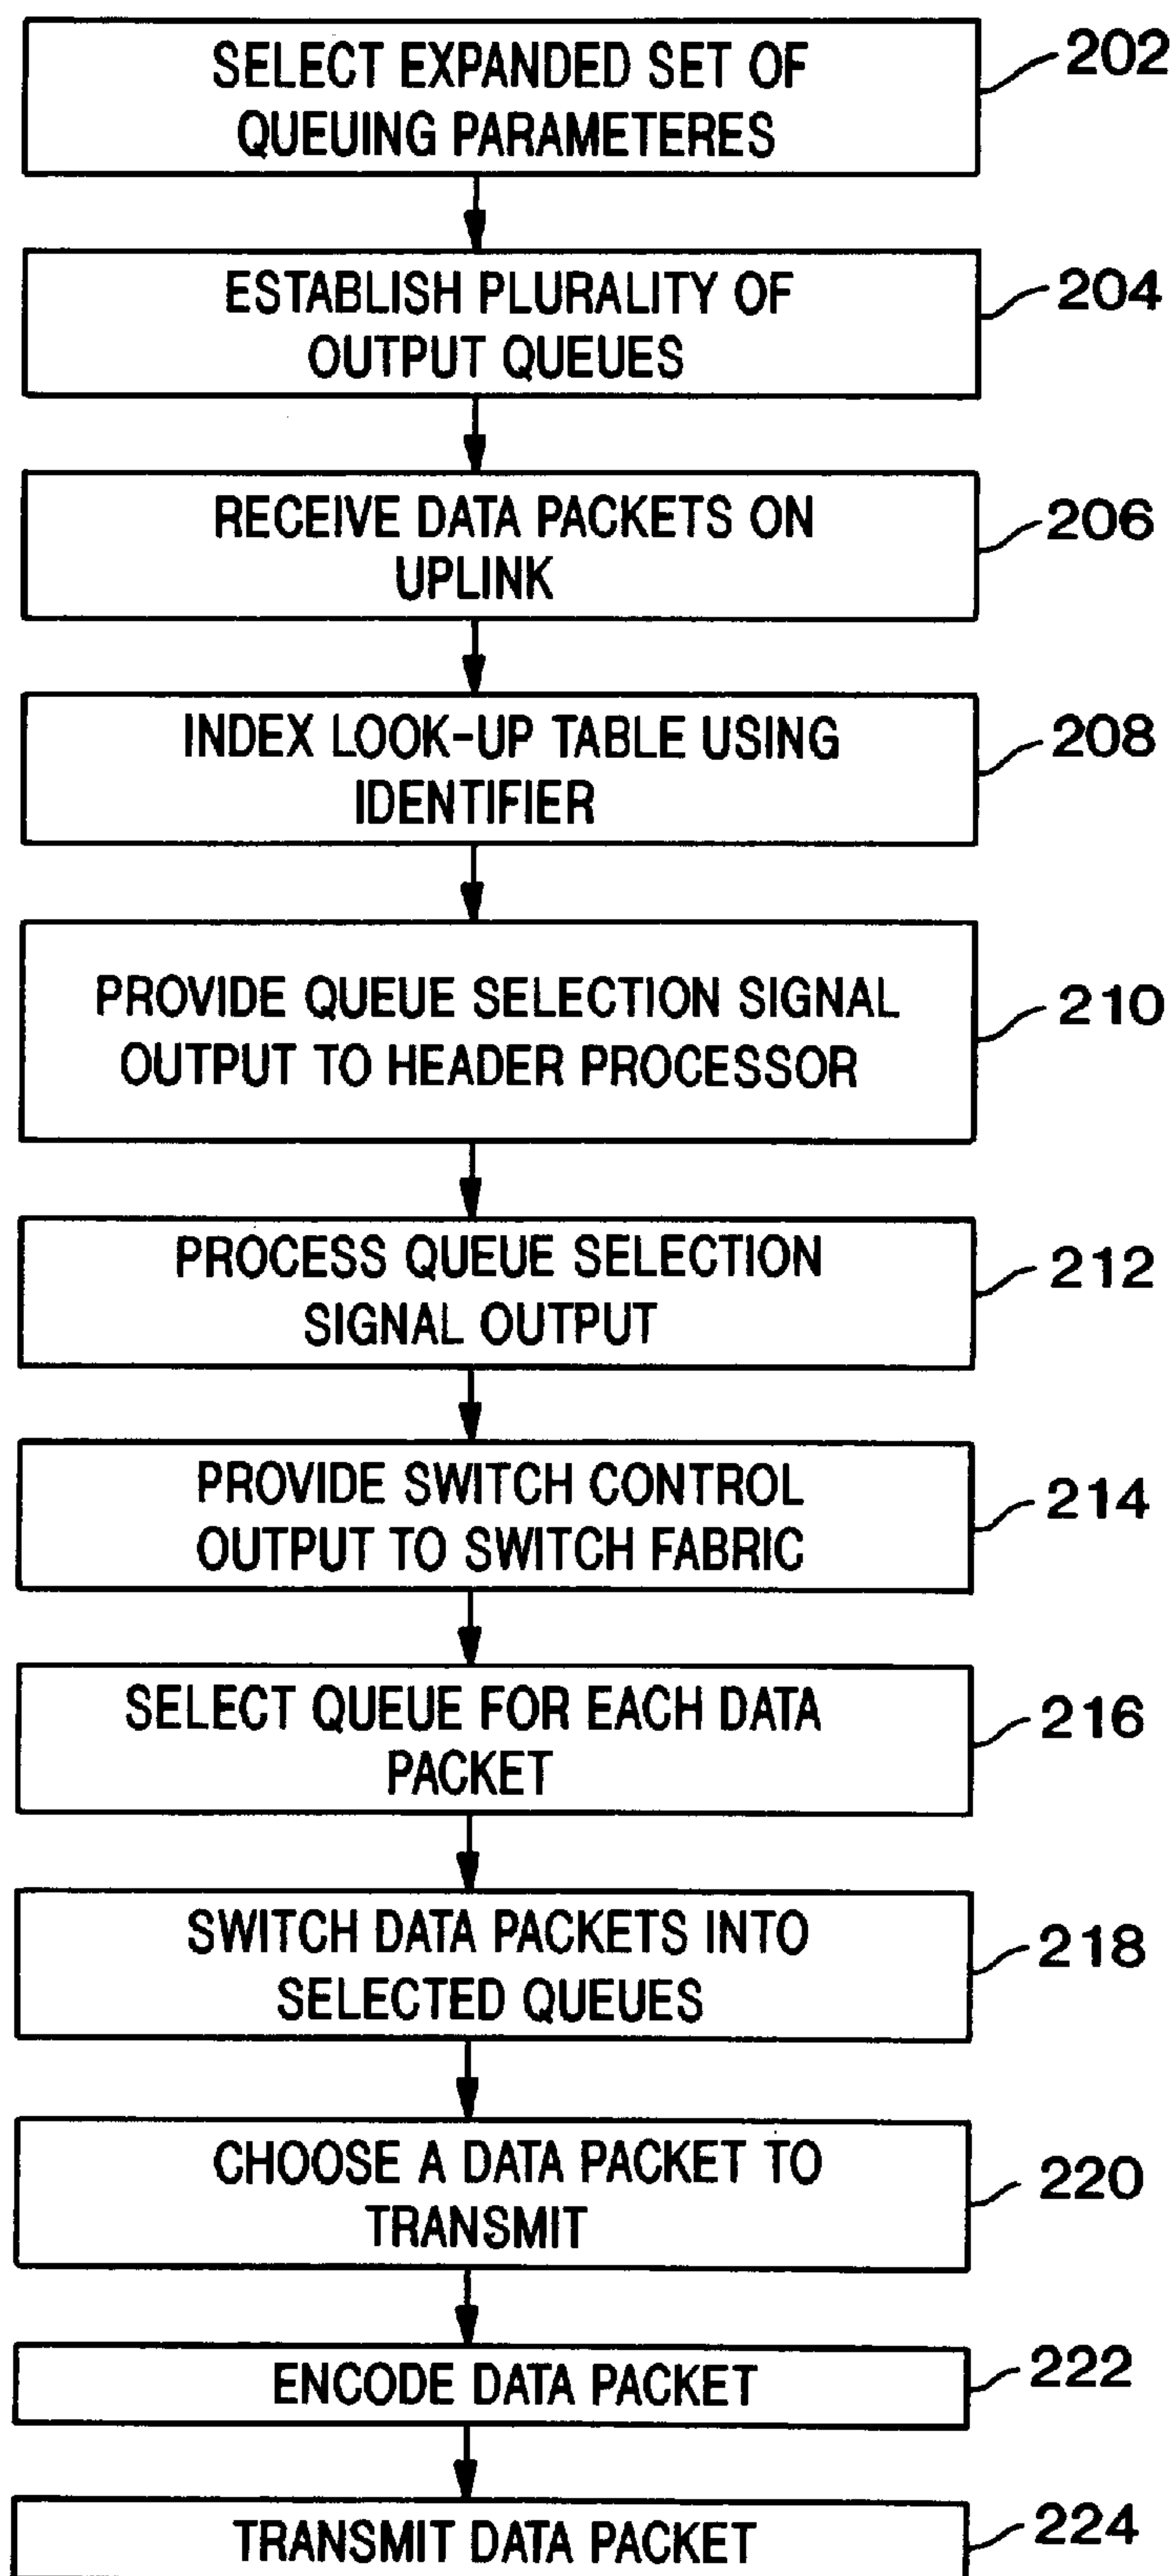 SELECT EXPANDED SET OF
QUEUING PARAMETERES
202
ESTABLISH PLURALITY OF
OUTPUT QUEUES
204
RECEIVE DATA PACKETS ON
UPLINK
206
INDEX LOOK-UP TABLE USING
IDENTIFIER
208
PROVIDE QUEUE SELECTION SIGNAL
OUTPUT TO HEADER PROCESSOR
210
PROCESS QUEUE SELECTION
SIGNAL OUTPUT
212
PROVIDE SWITCH CONTROL
OUTPUT TO SWITCH FABRIC
214
SELECT QUEUE FOR EACH DATA
PACKET
216
SWITCH DATA PACKETS INTO
SELECTED QUEUES
218
CHOOSE A DATA PACKET TO
TRANSMIT
220
ENCODE DATA PACKET
222
TRANSMIT DATA PACKET
224